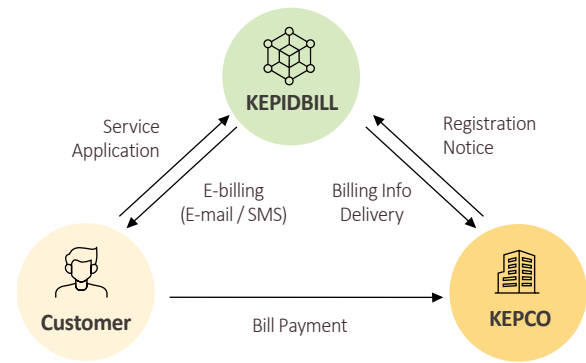 KEPIDBILL
Service
Application
Registration
Notice
E-billing
(E-mail / SMS)
Billing Info
Delivery
Customer
Bill Payment
KEPCO